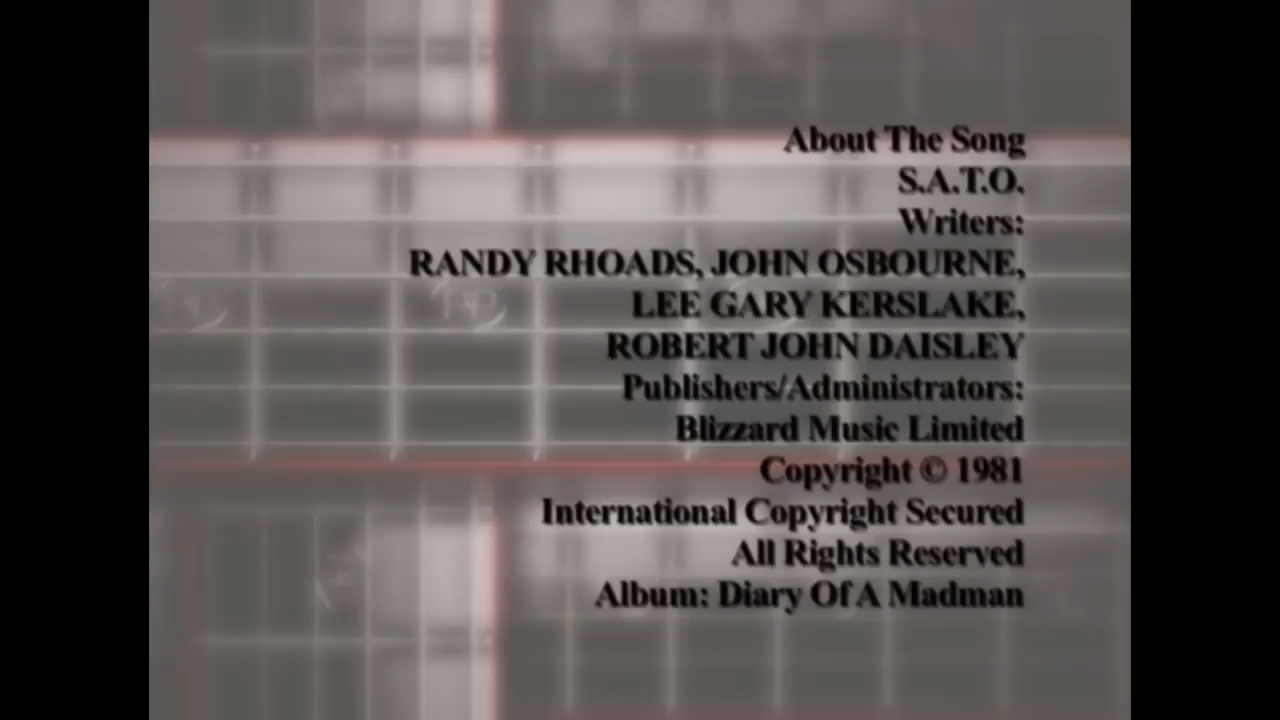 About The Song
S.A.T.O.
Writers:
RANDY RHOADS, JOHN OSBOURNE,
LEE GARY KERSLAKE,
ROBERT JOHN DAISLEY
Publishers/Administrators:
Blizzard Music Limited
Copyright © 1981
International Copyright Secured
All Rights Reserved
Album: Diary Of A Madman